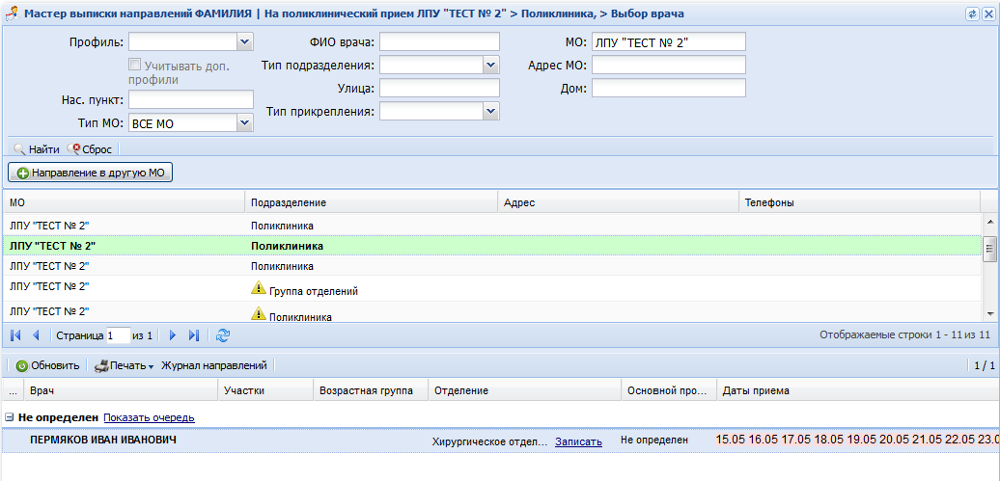 Мастер выписки направлений ФАМИЛИЯ | На поликлинический прием ЛПУ "ТЕСТ № 2" > Поликлиника, > Выбор врача
Профиль: ФИО врача: МО: ЛПУ "ТЕСТ № 2"
Учитывать доп. профили Тип подразделения: Адрес МО:
Нас. пункт: Улица: Дом:
Тип МО: ВСЕ МО Тип прикрепления:
Найти Сброс
Направление в другую МО
МО Подразделение Адрес Телефоны
ЛПУ "ТЕСТ № 2" Поликлиника
ЛПУ "ТЕСТ № 2" Поликлиника
ЛПУ "ТЕСТ № 2" Поликлиника
ЛПУ "ТЕСТ № 2" Группа отделений
ЛПУ "ТЕСТ № 2" Поликлиника
Страница 1 из 1 Отображаемые строки 1 - 11 из 11
Обновить Печать Журнал направлений 1 / 1
... Врач Участки Возрастная группа Отделение Основной про... Даты приема
Не определен Показать очередь
ПЕРМЯКОВ ИВАН ИВАНОВИЧ Хирургическое отдел... Записать Не определен 15.05 16.05 17.05 18.05 19.05 20.05 21.05 22.05 23.0